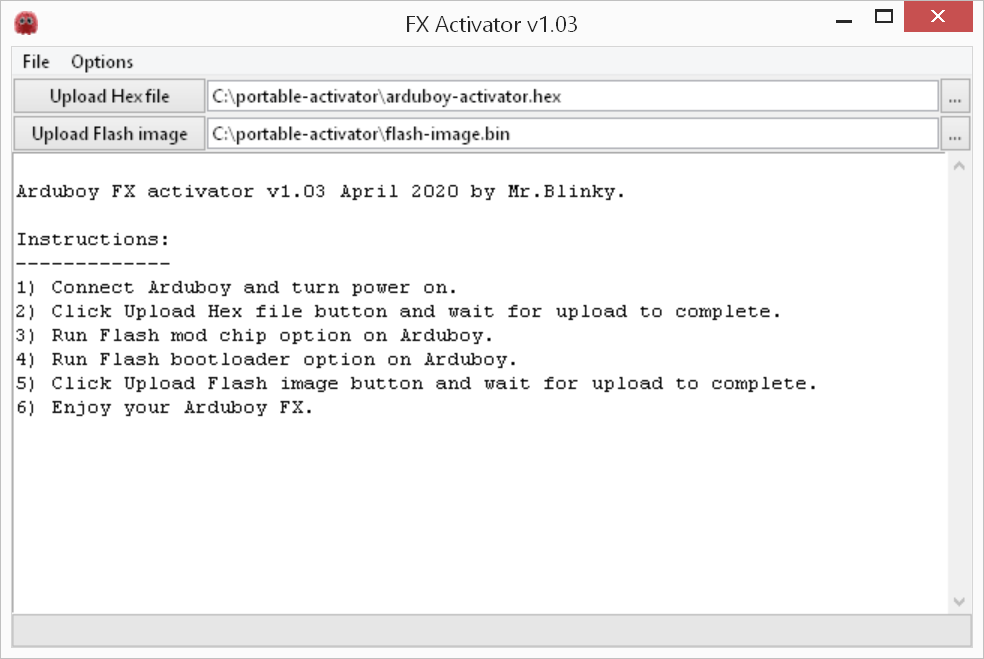 FX Activator v1.03
File Options
Upload Hex file C:\portable-activator\arduboy-activator.hex ...
Upload Flash image C:\portable-activator\flash-image.bin ...
Arduboy FX activator v1.03 April 2020 by Mr.Blinky.
Instructions:
-------------
1) Connect Arduboy and turn power on.
2) Click Upload Hex file button and wait for upload to complete.
3) Run Flash mod chip option on Arduboy.
4) Run Flash bootloader option on Arduboy.
5) Click Upload Flash image button and wait for upload to complete.
6) Enjoy your Arduboy FX.